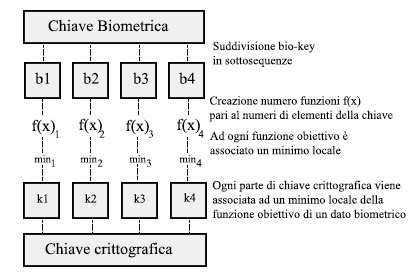 Chiave Biometrica
Suddivisione bio-key
in sottosequenze
b1 b2 b3 b4
Creazione numero funzioni f(x)
pari al numeri di elementi della chiave
f(x)1 f(x)2 f(x)3 f(x)4
Ad ogni funzione obiettivo è
associato un minimo locale
min1 min2 min3 min4
Ogni parte di chiave crittografica viene
associata ad un minimo locale della
funzione obiettivo di un dato biometrico
k1 k2 k3 k4
Chiave crittografica